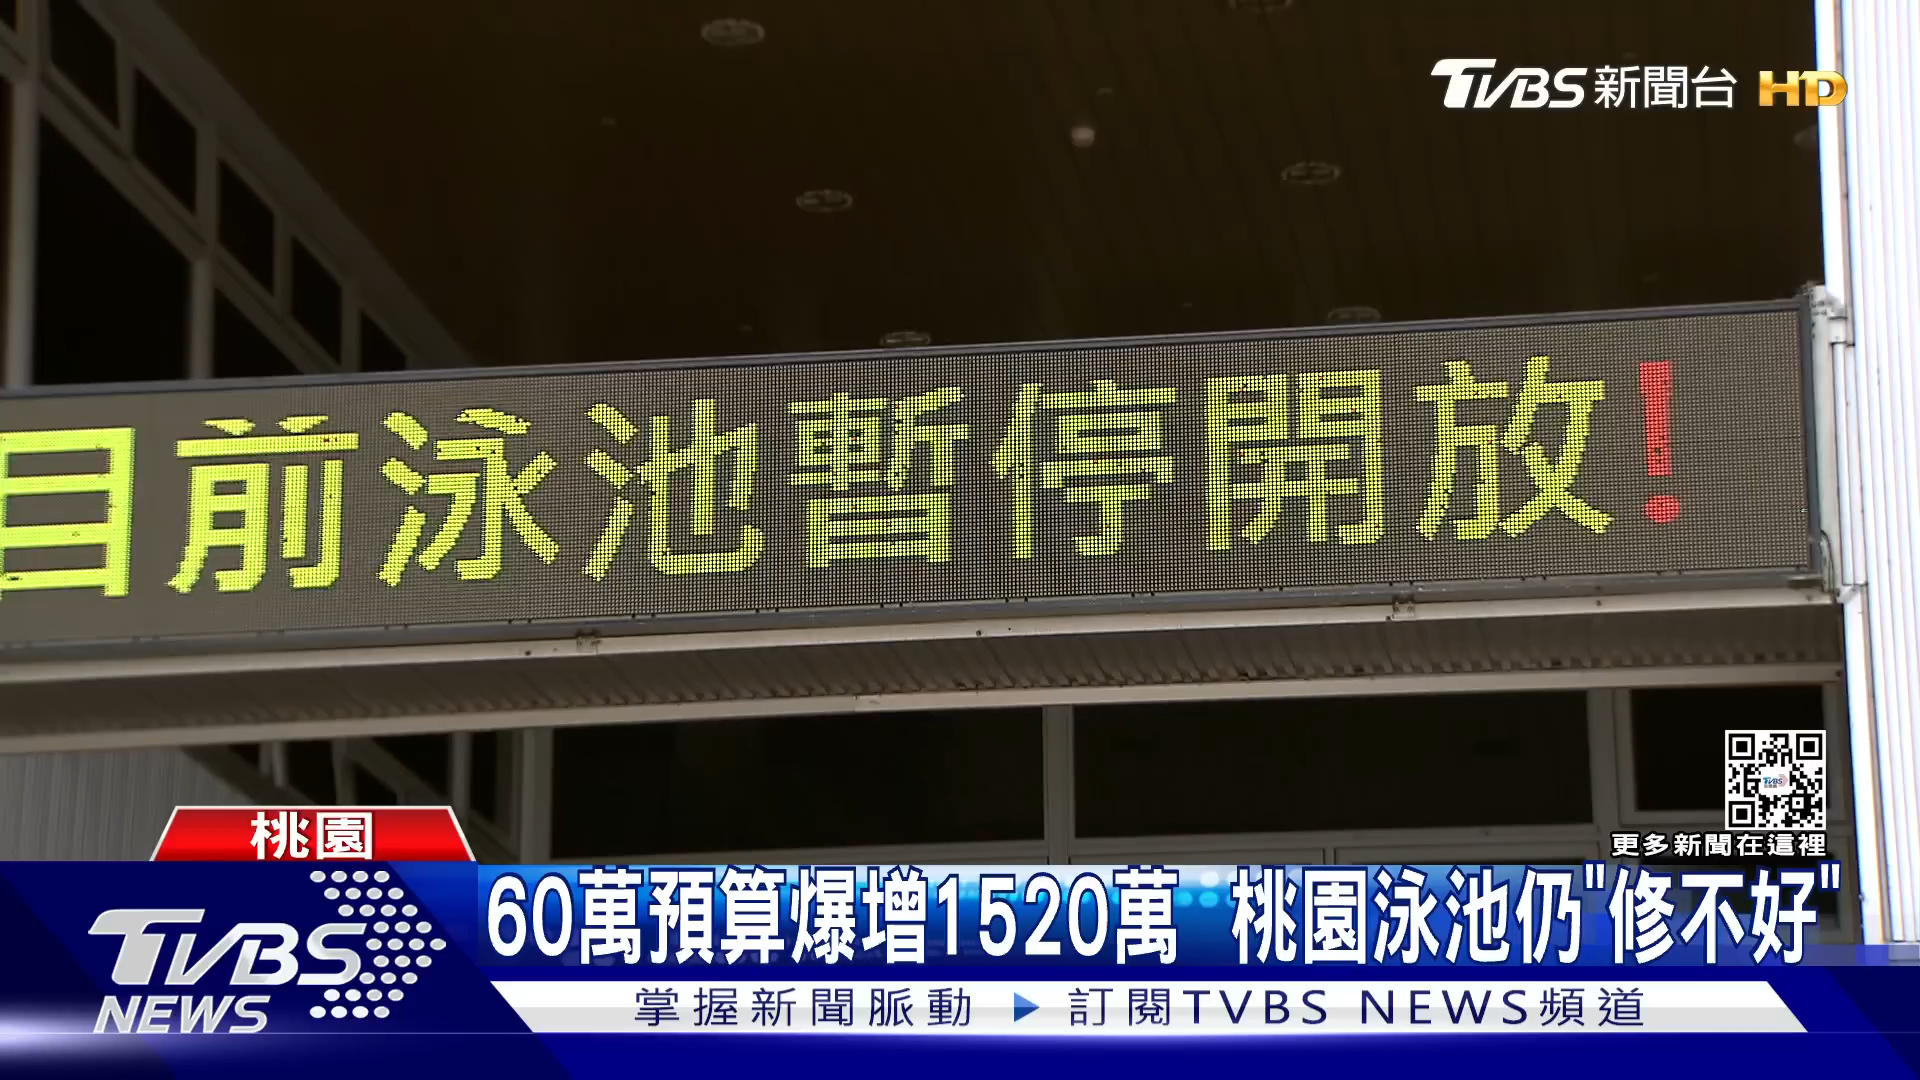 TVBS新聞台 HD
目前泳池暫停開放!
TVBS
更多新聞在這裡
桃園
60萬預算爆增1520萬 桃園泳池仍"修不好"
TVBS NEWS
掌握新聞脈動 ▶ 訂閱TVBS NEWS頻道